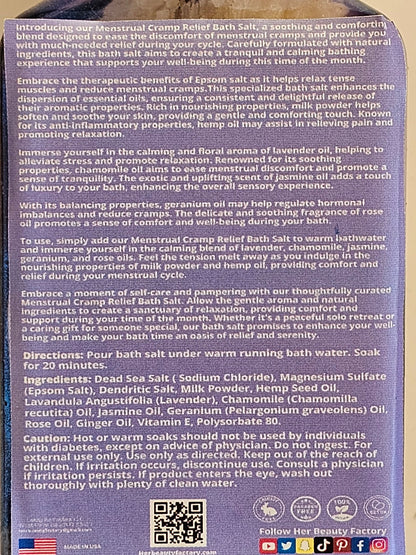 Introducing our Menstrual Cramp Relief Bath Salt, a soothing and comforting
blend designed to ease the discomfort of menstrual cramps and provide you
with much-needed relief during your cycle. Carefully formulated with natural
ingredients, this bath salt aims to create a tranquil and calming bathing
experience that supports your well-being during this time of the month.
Embrace the therapeutic benefits of Epsom salt as it helps relax tense
muscles and reduce menstrual cramps.This specialized bath salt enhances the
dispersion of essential oils, ensuring a consistent and delightful release of
their aromatic properties. Rich in nourishing properties, milk powder helps
soften and soothe your skin, providing a gentle and comforting touch. Known
for its anti-inflammatory properties, hemp oil may assist in relieving pain and
promoting relaxation.
Immerse yourself in the calming and floral aroma of lavender oil, helping to
alleviate stress and promote relaxation. Renowned for its soothing
properties, chamomile oil aims to ease menstrual discomfort and promote a
sense of tranquility. The exotic and uplifting scent of jasmine oil adds a touch
of luxury to your bath, enhancing the overall sensory experience.
With its balancing properties, geranium oil may help regulate hormonal
imbalances and reduce cramps. The delicate and soothing fragrance of rose
oil promotes a sense of comfort and well-being during your bath.
To use, simply add our Menstrual Cramp Relief Bath Salt to warm bathwater
and immerse yourself in the calming blend of lavender, chamomile, jasmine,
geranium, and rose oils. Feel the tension melt away as you indulge in the
nourishing properties of milk powder and hemp oil, providing comfort and
relief during your menstrual cycle.
Embrace a moment of self-care and pampering with our thoughtfully curated
Menstrual Cramp Relief Bath Salt. Allow the gentle aroma and natural
ingredients to create a sanctuary of relaxation, providing comfort and
support during your time of the month. Whether it's a peaceful solo retreat or
a caring gift for someone special, our bath salt promises to enhance your well-
being and make your bath time an oasis of relief and serenity.
Directions: Pour bath salt under warm running bath water. Soak
for 20 minutes.
Ingredients: Dead Sea Salt ( Sodium Chloride), Magnesium Sulfate
(Epsom Salt), Dendritic Salt, Milk Powder, Hemp Seed Oil,
Lavandula Angustifolia (Lavender), Chamomile (Chamomilla
recutita) Oil, Jasmine Oil, Geranium (Pelargonium graveolens) Oil,
Rose Oil, Ginger Oil, Vitamin E, Polysorbate 80.
Caution: Hot or warm soaks should not be used by individuals
with diabetes, except on advice of physician. Do not ingest. For
external use only. Use only as directed. Keep out of the reach of
children. If irritation occurs, discontinue use. Consult a physician
if irritation persists. If product enters the eye, wash out
thoroughly with plenty of clean water.
100%
Follow Her Beauty Factory
MADE IN USA
Herbeautyfactory.com